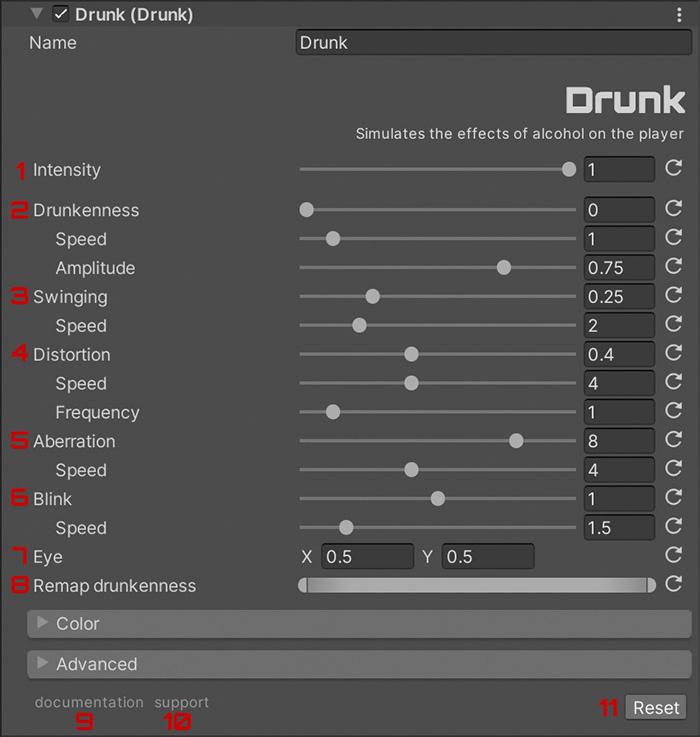 Drunk (Drunk)
Name Drunk
Drunk
Simulates the effects of alcohol on the player
1 Intensity 1
2 Drunkenness 0
Speed 1
Amplitude 0.75
3 Swinging 0.25
Speed 2
4 Distortion 0.4
Speed 4
Frequency 1
5 Aberration 8
Speed 4
6 Blink 1
Speed 1.5
7 Eye X 0.5 Y 0.5
8 Remap drunkenness
Color
Advanced
documentation support
9 10 11 Reset